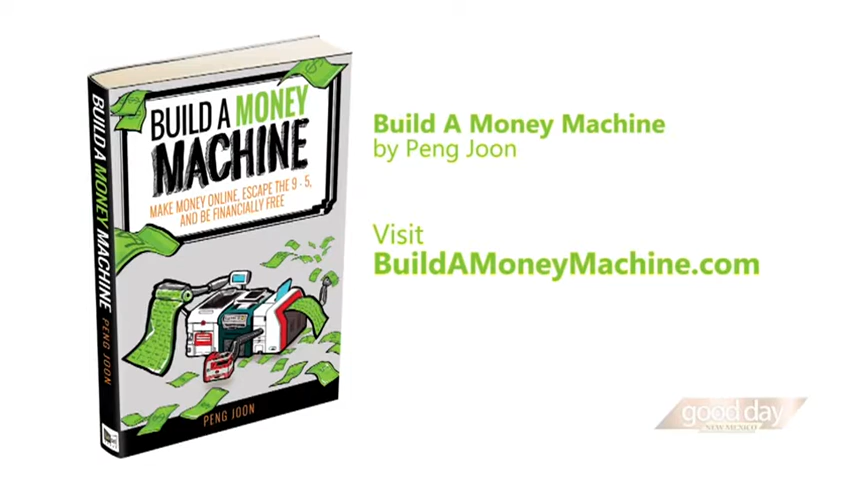 BUILD A MONEY MACHINE
PENG JOON
BUILD A MONEY
MACHINE
MAKE MONEY ONLINE, ESCAPE THE 9 - 5,
AND BE FINANCIALLY FREE
PENG JOON
Build A Money Machine
by Peng Joon
Visit
BuildAMoneyMachine.com
good day
NEW MEXICO